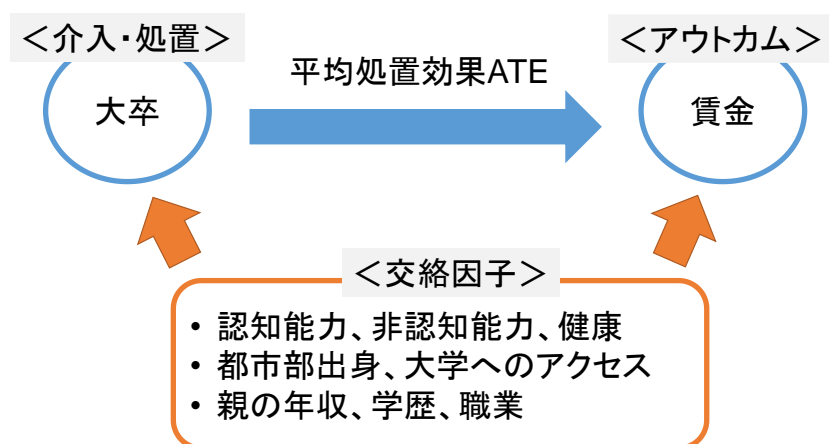 ＜介入・処置＞
＜アウトカム＞
平均処置効果ATE
大卒
賃金
＜交絡因子＞
• 認知能力、非認知能力、健康
• 都市部出身、大学へのアクセス
• 親の年収、学歴、職業